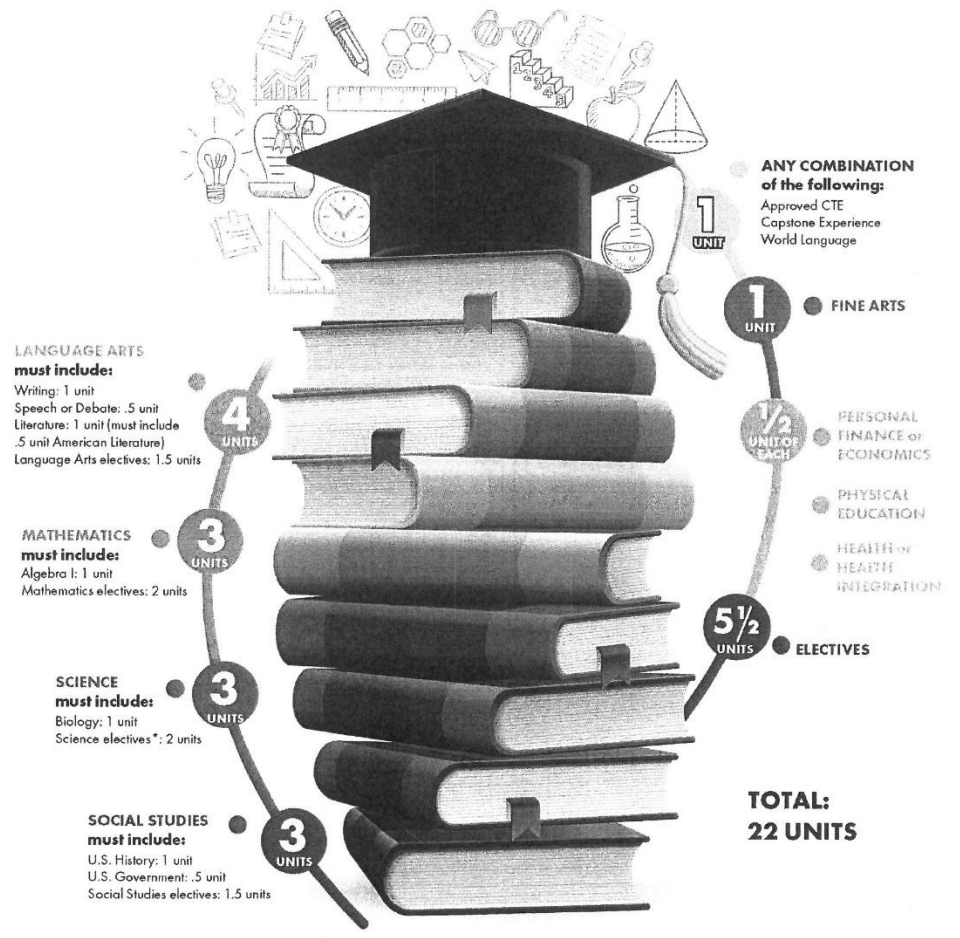 ANY COMBINATION
of the following:
Approved CTE
Capstone Experience
World Language
1
UNIT
1
UNIT
FINE ARTS
LANGUAGE ARTS
must include:
Writing: 1 unit
Speech or Debate: .5 unit
Literature: 1 unit (must include
.5 unit American Literature)
Language Arts electives: 1.5 units
4
UNITS
1/2
UNIT OF
EACH
PERSONAL
FINANCE or
ECONOMICS
PHYSICAL
EDUCATION
HEALTH or
HEALTH
INTEGRATION
MATHEMATICS
must include:
Algebra I: 1 unit
Mathematics electives: 2 units
3
UNITS
5 1/2
UNITS
ELECTIVES
SCIENCE
must include:
Biology: 1 unit
Science electives*: 2 units
3
UNITS
SOCIAL STUDIES
must include:
U.S. History: 1 unit
U.S. Government: .5 unit
Social Studies electives: 1.5 units
3
UNITS
TOTAL:
22 UNITS